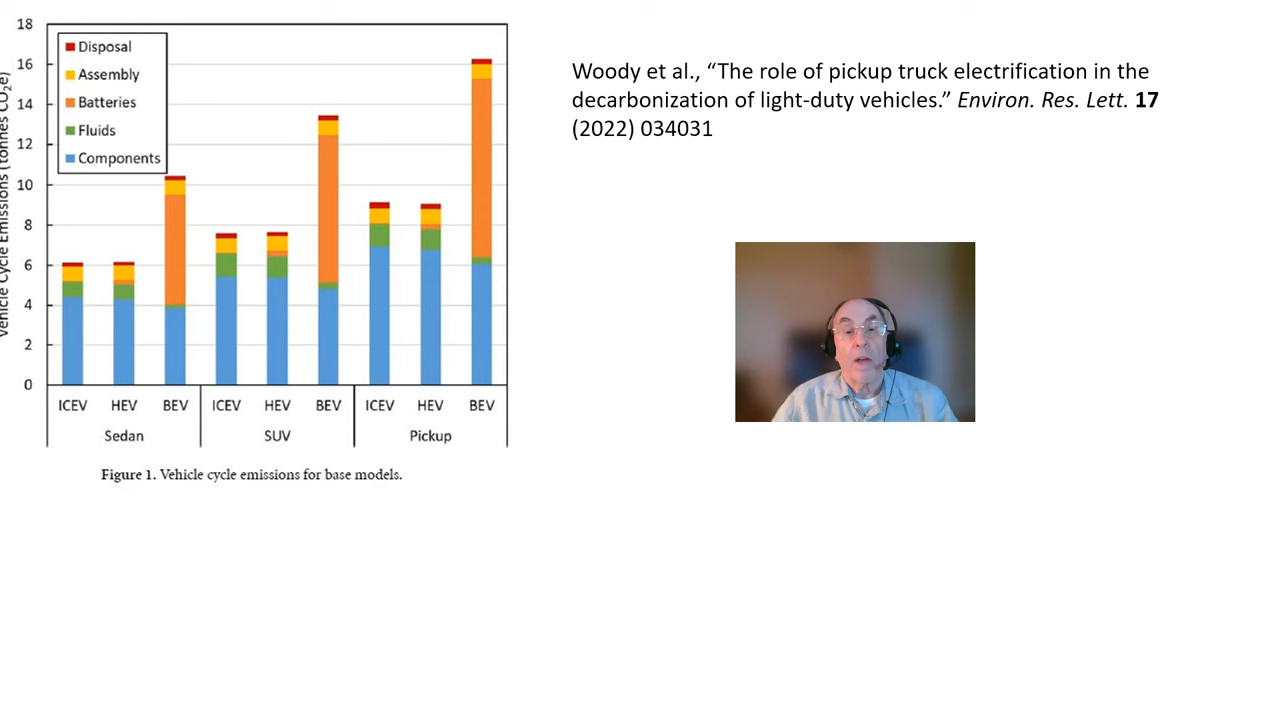 18
16
14
12
10
8
6
4
2
0
Vehicle Cycle Emissions (tonnes CO₂e)
Disposal
Assembly
Batteries
Fluids
Components
ICEV HEV BEV ICEV HEV BEV ICEV HEV BEV
Sedan SUV Pickup
Figure 1. Vehicle cycle emissions for base models.
Woody et al., “The role of pickup truck electrification in the
decarbonization of light-duty vehicles.” Environ. Res. Lett. 17
(2022) 034031